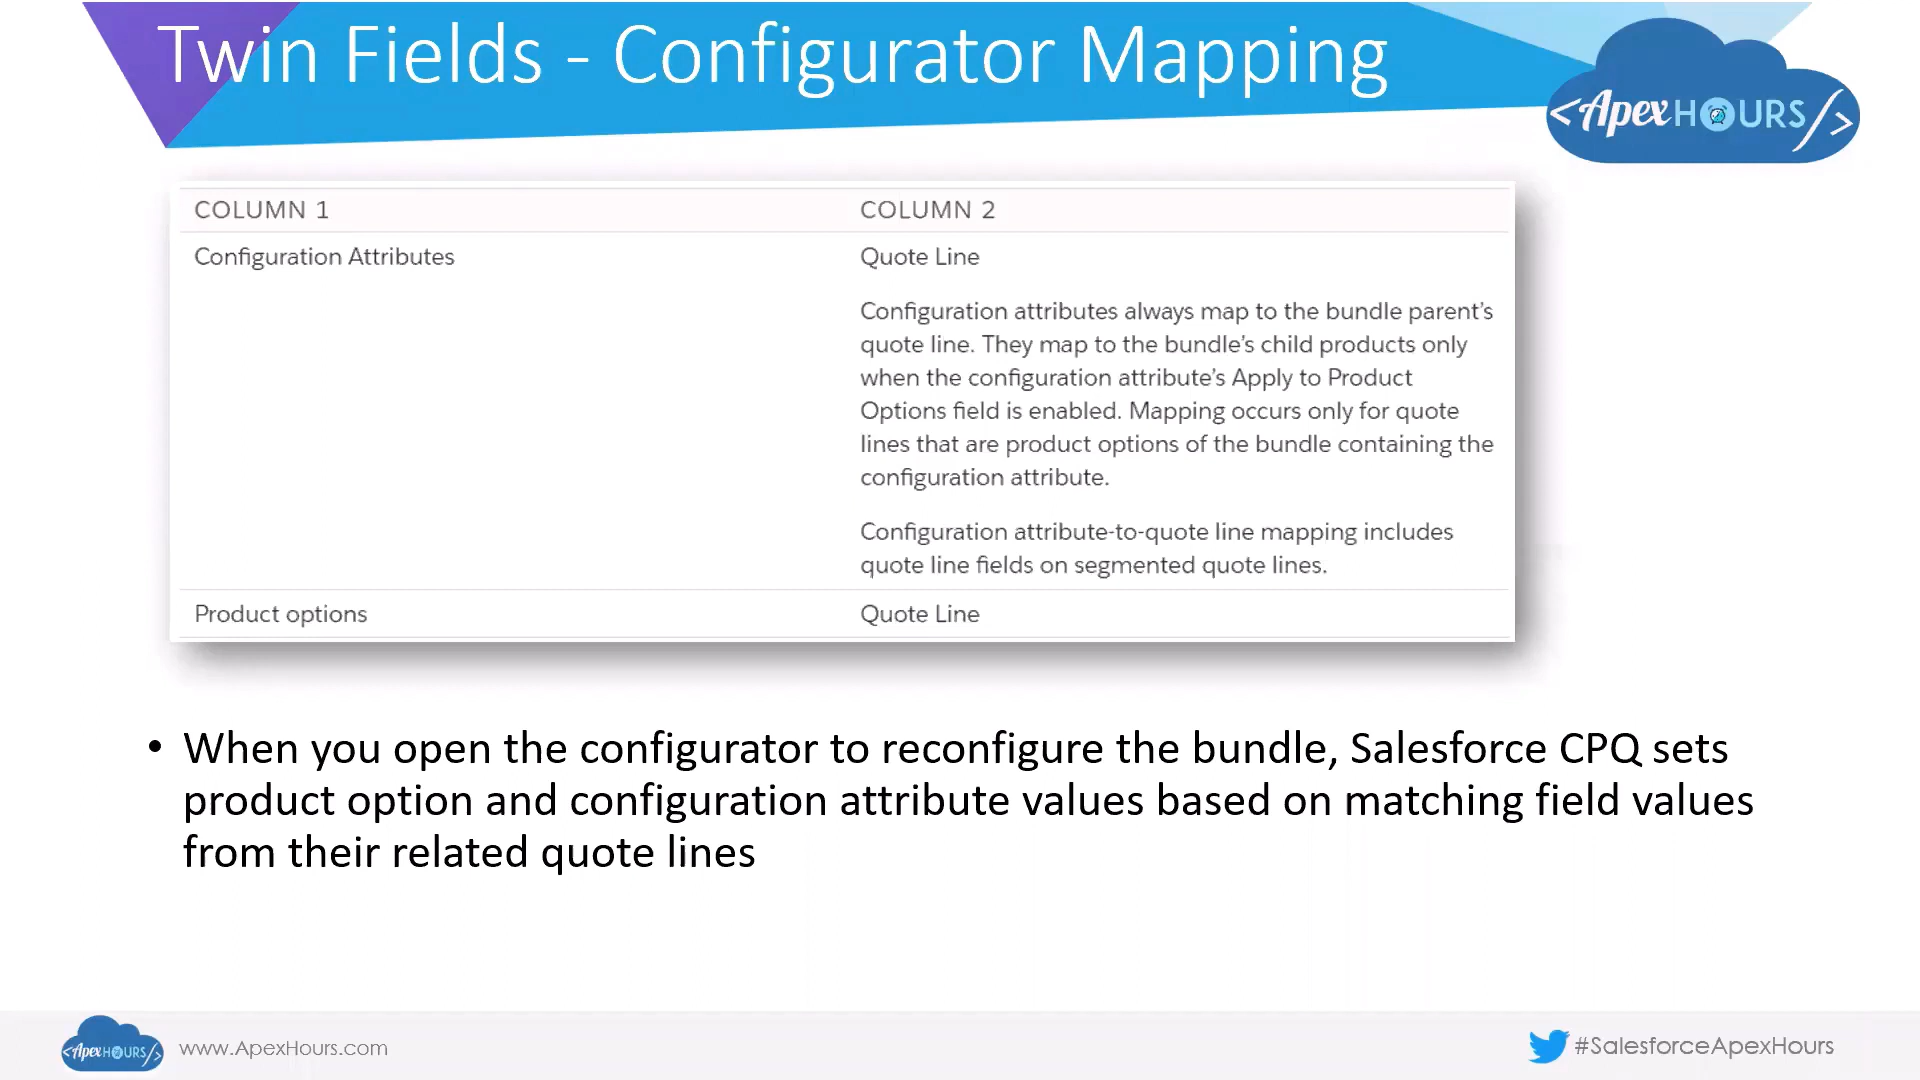 Twin Fields - Configurator Mapping
<Apex HOURS/>
COLUMN 1 COLUMN 2
Configuration Attributes Quote Line
Configuration attributes always map to the bundle parent’s
quote line. They map to the bundle’s child products only
when the configuration attribute’s Apply to Product
Options field is enabled. Mapping occurs only for quote
lines that are product options of the bundle containing the
configuration attribute.
Configuration attribute-to-quote line mapping includes
quote line fields on segmented quote lines.
Product options Quote Line
• When you open the configurator to reconfigure the bundle, Salesforce CPQ sets
product option and configuration attribute values based on matching field values
from their related quote lines
<Apex HOURS/> www.ApexHours.com #SalesforceApexHours